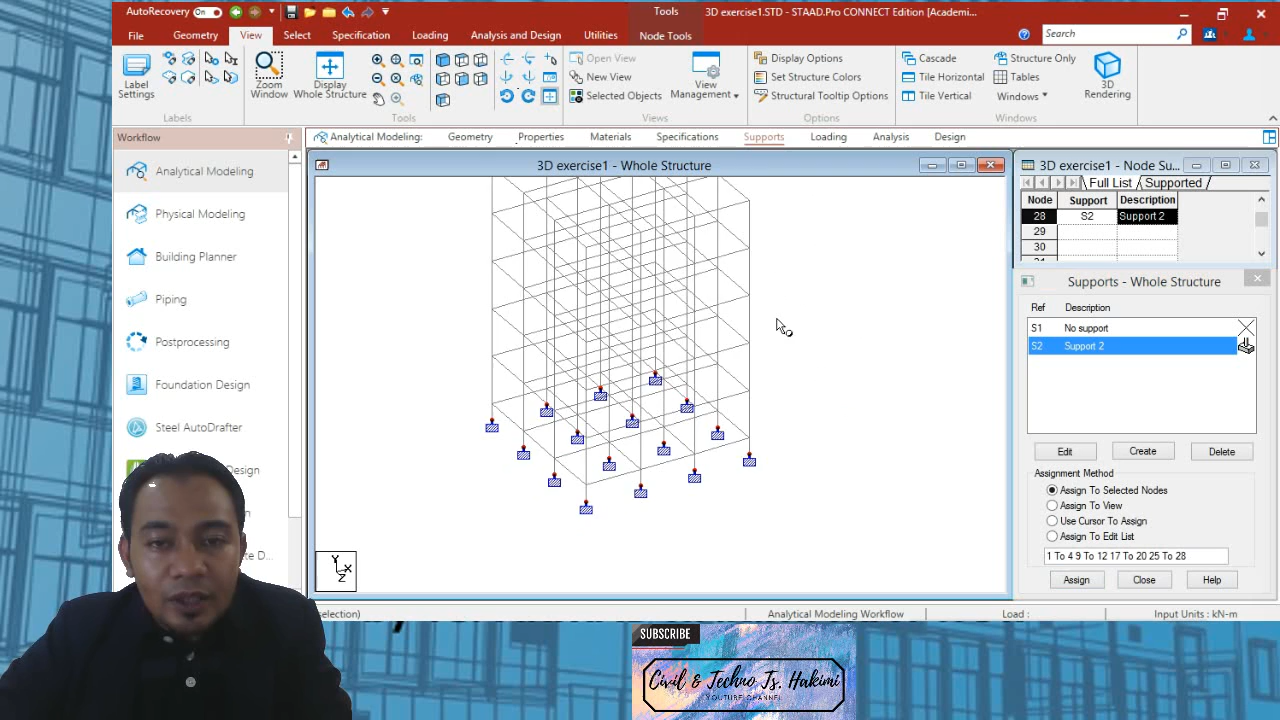 AutoRecovery On
Tools
3D exercise1.STD - STAAD.Pro CONNECT Edition [Academi...
File
Geometry
View
Select
Specification
Loading
Analysis and Design
Utilities
Node Tools
Search
Label Settings
Labels
Zoom Window
Display Whole Structure
Tools
Open View
New View
Selected Objects
View Management
Views
Display Options
Set Structure Colors
Structural Tooltip Options
Options
Cascade
Tile Horizontal
Tile Vertical
Structure Only
Tables
Windows
3D Rendering
Windows
Workflow
Analytical Modeling:
Geometry
Properties
Materials
Specifications
Supports
Loading
Analysis
Design
Analytical Modeling
Physical Modeling
Building Planner
Piping
Postprocessing
Foundation Design
Steel AutoDrafter
Design
te D...
3D exercise1 - Whole Structure
Y
X
Z
3D exercise1 - Node Su...
Full List
Supported
Node Support Description
28 S2 Support 2
29
30
Supports - Whole Structure
Ref Description
S1 No support
S2 Support 2
Edit
Create
Delete
Assignment Method
Assign To Selected Nodes
Assign To View
Use Cursor To Assign
Assign To Edit List
1 To 4 9 To 12 17 To 20 25 To 28
Assign
Close
Help
election)
Analytical Modeling Workflow
Load :
Input Units : kN-m
SUBSCRIBE
Civil & Techno Ts. Hakimi
YOUTUBE CHANNEL